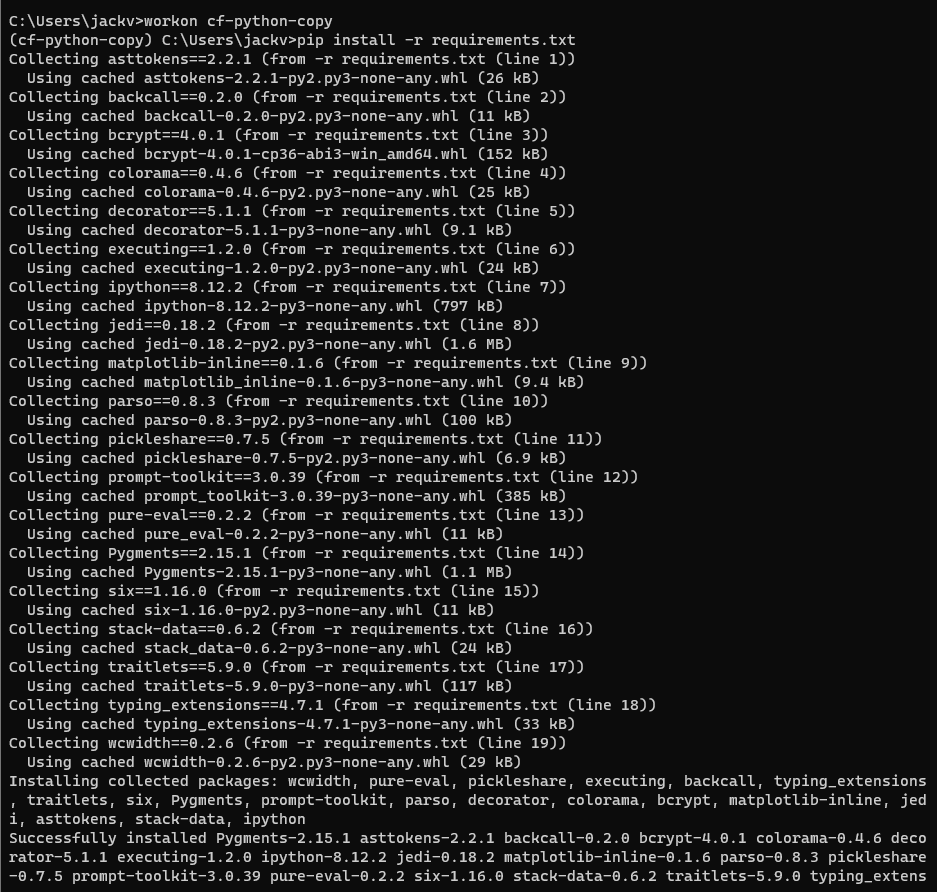 C:\Users\jackv>workon cf-python-copy
(cf-python-copy) C:\Users\jackv>pip install -r requirements.txt
Collecting asttokens==2.2.1 (from -r requirements.txt (line 1))
  Using cached asttokens-2.2.1-py2.py3-none-any.whl (26 kB)
Collecting backcall==0.2.0 (from -r requirements.txt (line 2))
  Using cached backcall-0.2.0-py2.py3-none-any.whl (11 kB)
Collecting bcrypt==4.0.1 (from -r requirements.txt (line 3))
  Using cached bcrypt-4.0.1-cp36-abi3-win_amd64.whl (152 kB)
Collecting colorama==0.4.6 (from -r requirements.txt (line 4))
  Using cached colorama-0.4.6-py2.py3-none-any.whl (25 kB)
Collecting decorator==5.1.1 (from -r requirements.txt (line 5))
  Using cached decorator-5.1.1-py3-none-any.whl (9.1 kB)
Collecting executing==1.2.0 (from -r requirements.txt (line 6))
  Using cached executing-1.2.0-py2.py3-none-any.whl (24 kB)
Collecting ipython==8.12.2 (from -r requirements.txt (line 7))
  Using cached ipython-8.12.2-py3-none-any.whl (797 kB)
Collecting jedi==0.18.2 (from -r requirements.txt (line 8))
  Using cached jedi-0.18.2-py2.py3-none-any.whl (1.6 MB)
Collecting matplotlib-inline==0.1.6 (from -r requirements.txt (line 9))
  Using cached matplotlib_inline-0.1.6-py3-none-any.whl (9.4 kB)
Collecting parso==0.8.3 (from -r requirements.txt (line 10))
  Using cached parso-0.8.3-py2.py3-none-any.whl (100 kB)
Collecting pickleshare==0.7.5 (from -r requirements.txt (line 11))
  Using cached pickleshare-0.7.5-py2.py3-none-any.whl (6.9 kB)
Collecting prompt-toolkit==3.0.39 (from -r requirements.txt (line 12))
  Using cached prompt_toolkit-3.0.39-py3-none-any.whl (385 kB)
Collecting pure-eval==0.2.2 (from -r requirements.txt (line 13))
  Using cached pure_eval-0.2.2-py3-none-any.whl (11 kB)
Collecting Pygments==2.15.1 (from -r requirements.txt (line 14))
  Using cached Pygments-2.15.1-py3-none-any.whl (1.1 MB)
Collecting six==1.16.0 (from -r requirements.txt (line 15))
  Using cached six-1.16.0-py2.py3-none-any.whl (11 kB)
Collecting stack-data==0.6.2 (from -r requirements.txt (line 16))
  Using cached stack_data-0.6.2-py3-none-any.whl (24 kB)
Collecting traitlets==5.9.0 (from -r requirements.txt (line 17))
  Using cached traitlets-5.9.0-py3-none-any.whl (117 kB)
Collecting typing_extensions==4.7.1 (from -r requirements.txt (line 18))
  Using cached typing_extensions-4.7.1-py3-none-any.whl (33 kB)
Collecting wcwidth==0.2.6 (from -r requirements.txt (line 19))
  Using cached wcwidth-0.2.6-py2.py3-none-any.whl (29 kB)
Installing collected packages: wcwidth, pure-eval, pickleshare, executing, backcall, typing_extensions
, traitlets, six, Pygments, prompt-toolkit, parso, decorator, colorama, bcrypt, matplotlib-inline, jed
i, asttokens, stack-data, ipython
Successfully installed Pygments-2.15.1 asttokens-2.2.1 backcall-0.2.0 bcrypt-4.0.1 colorama-0.4.6 deco
rator-5.1.1 executing-1.2.0 ipython-8.12.2 jedi-0.18.2 matplotlib-inline-0.1.6 parso-0.8.3 pickleshare
-0.7.5 prompt-toolkit-3.0.39 pure-eval-0.2.2 six-1.16.0 stack-data-0.6.2 traitlets-5.9.0 typing_extens